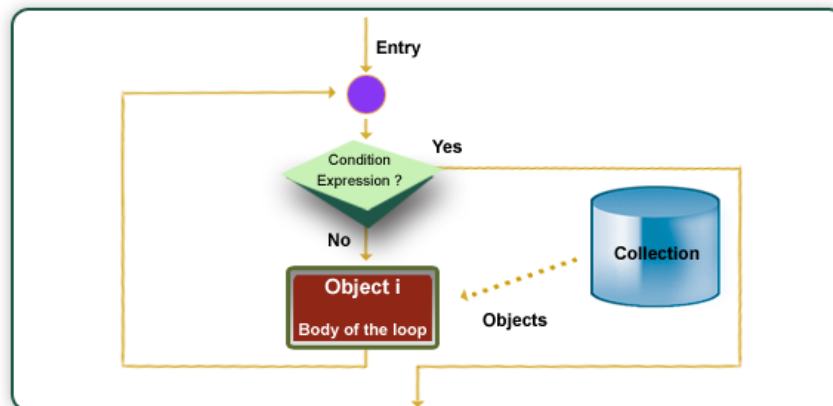 Entry
Condition
Expression ?
Yes
No
Object i
Body of the loop
Collection
Objects